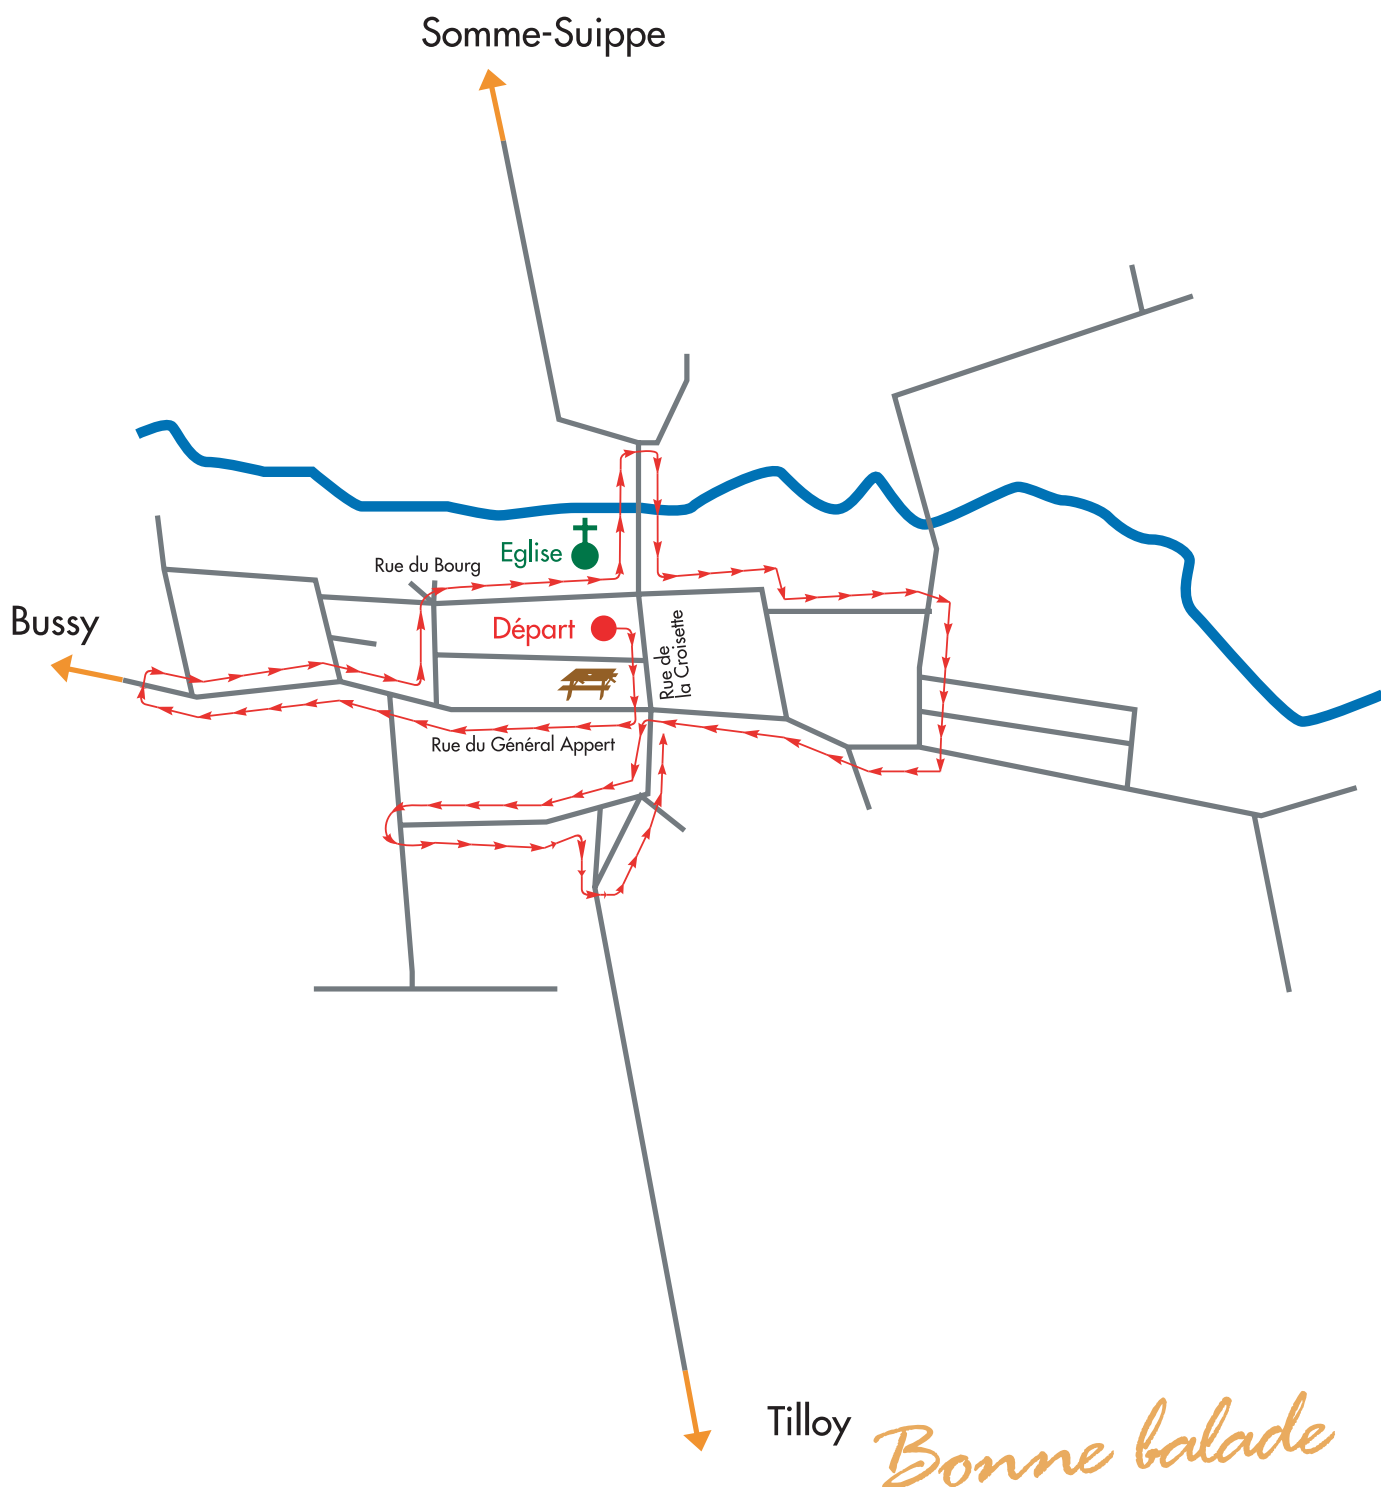 Somme-Suippe
Eglise
Rue du Bourg
Bussy
Départ
Rue de
la Croisette
Rue du Général Appert
Tilloy
Bonne balade